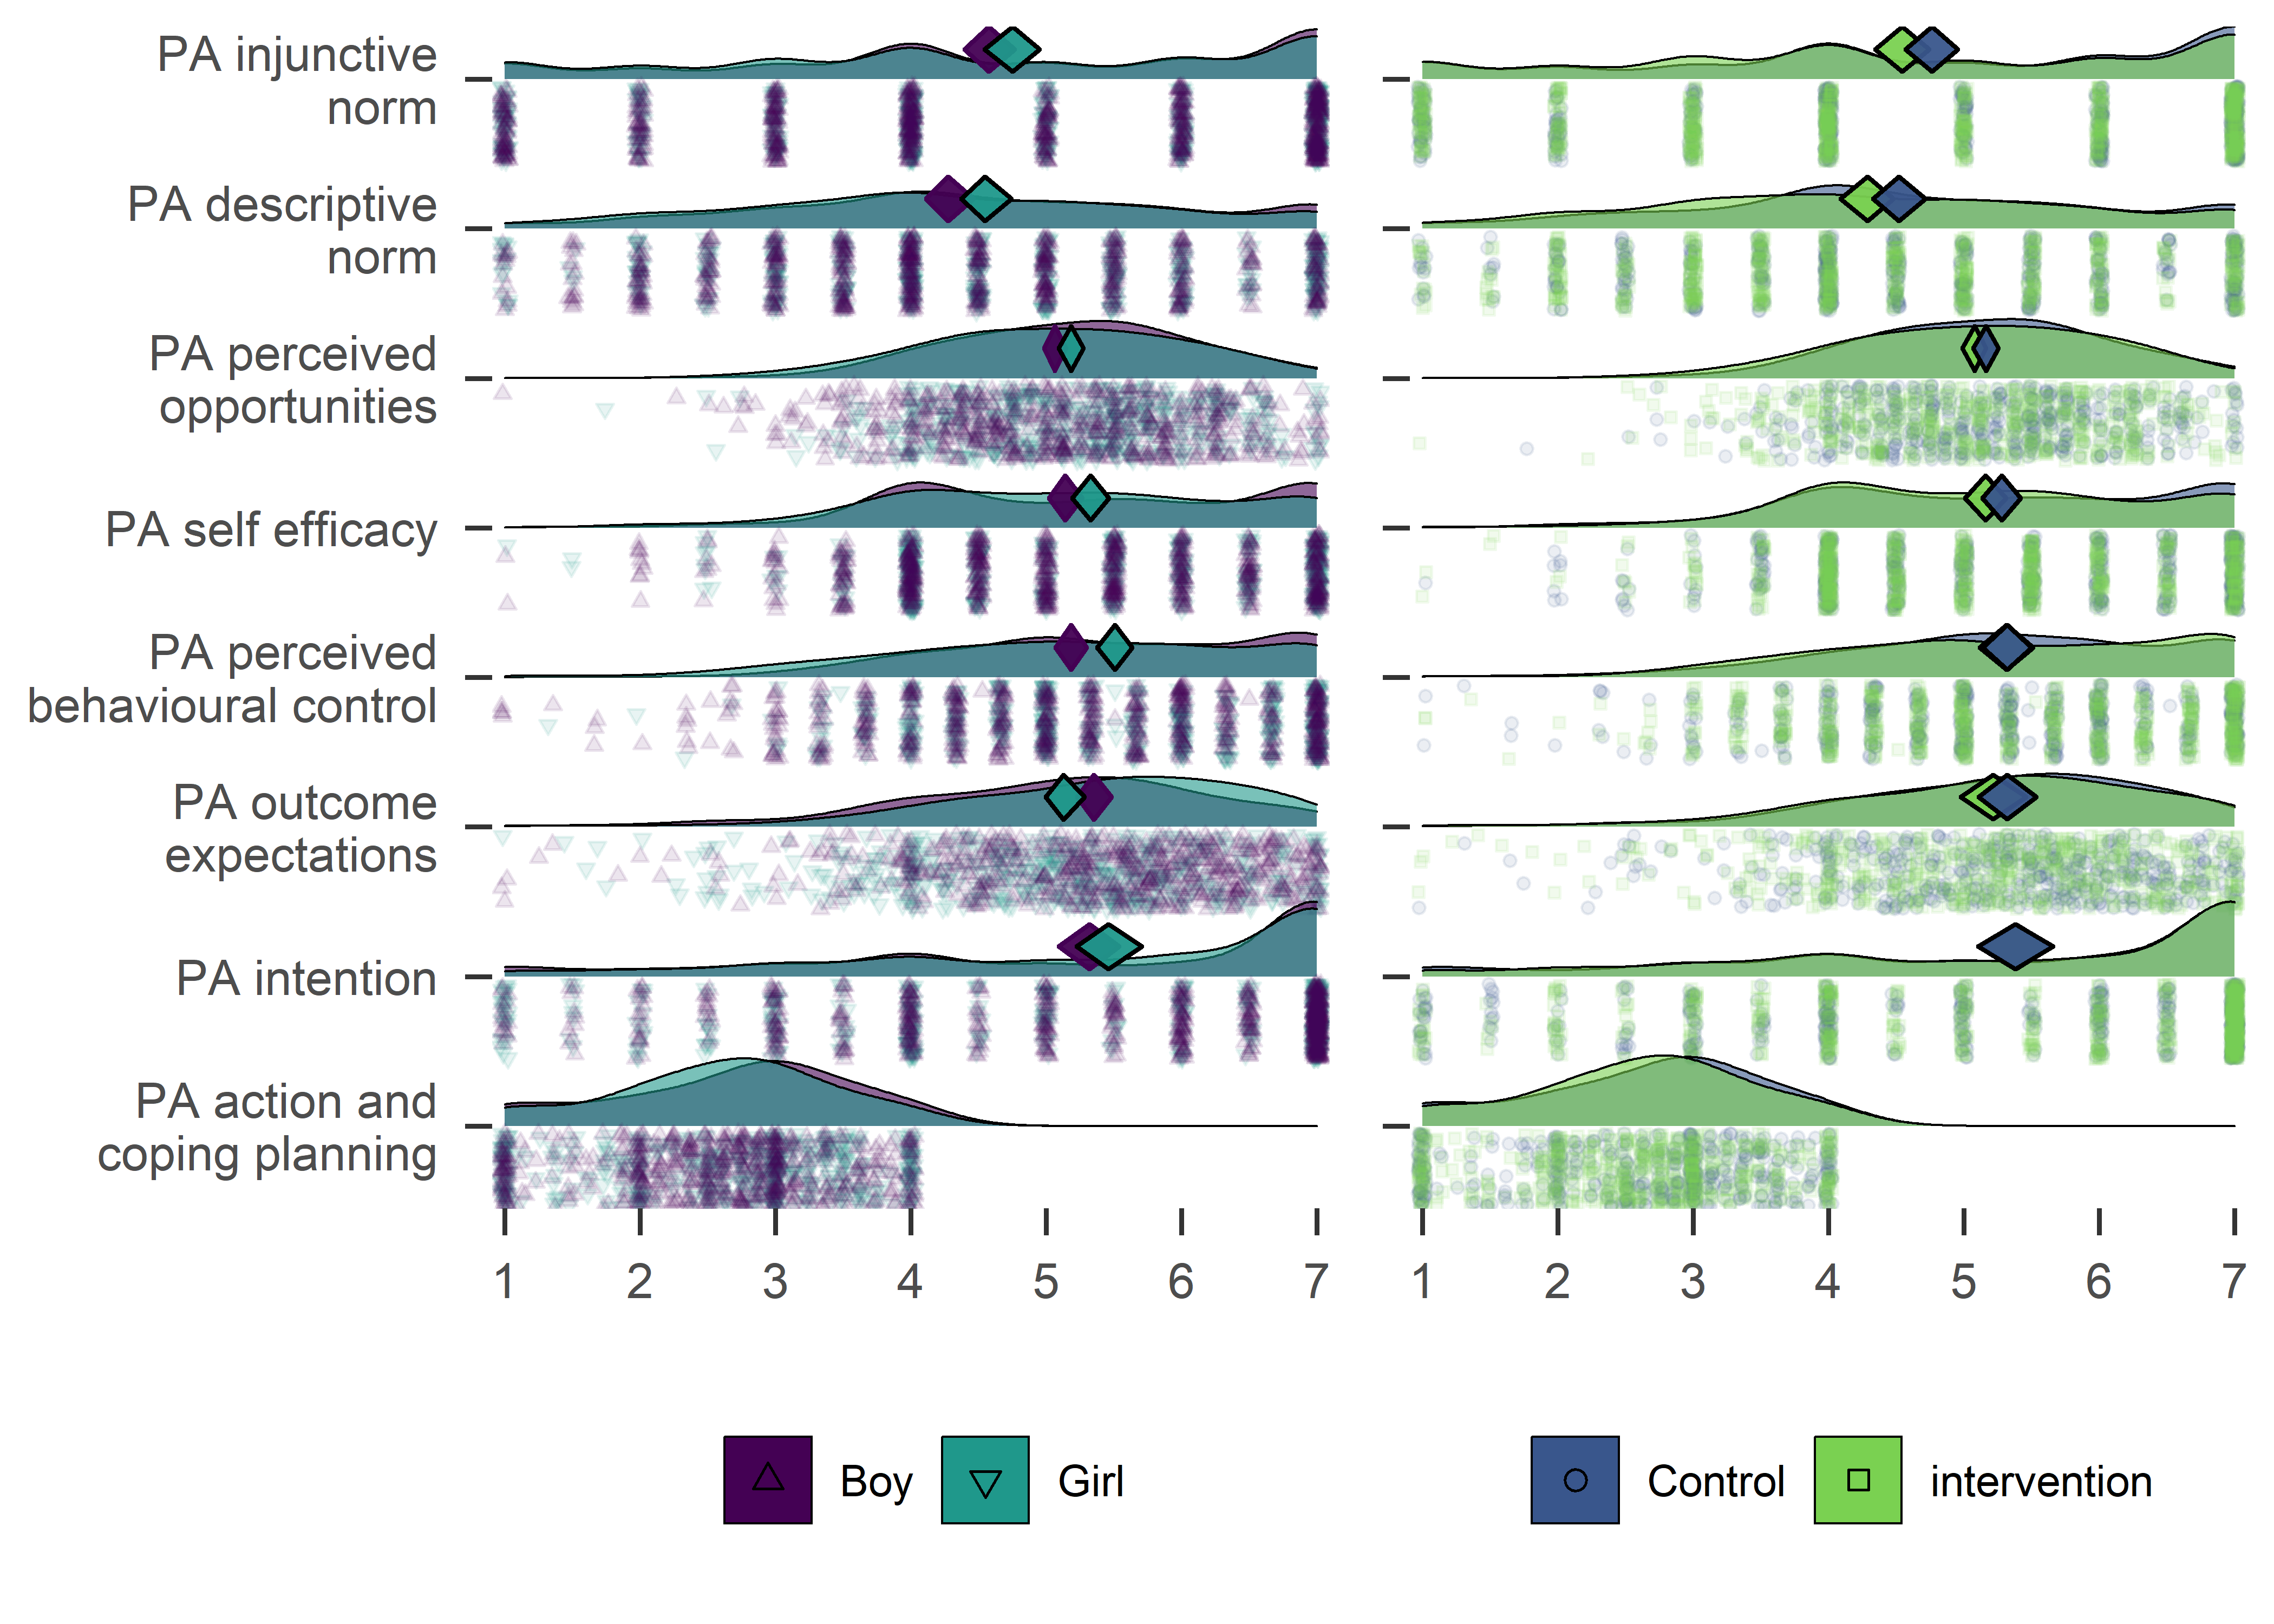 PA injunctive
norm
PA descriptive
norm
PA perceived
opportunities
PA self efficacy
PA perceived
behavioural control
PA outcome
expectations
PA intention
PA action and
coping planning
1 2 3 4 5 6 7 1 2 3 4 5 6 7
Boy Girl Control intervention